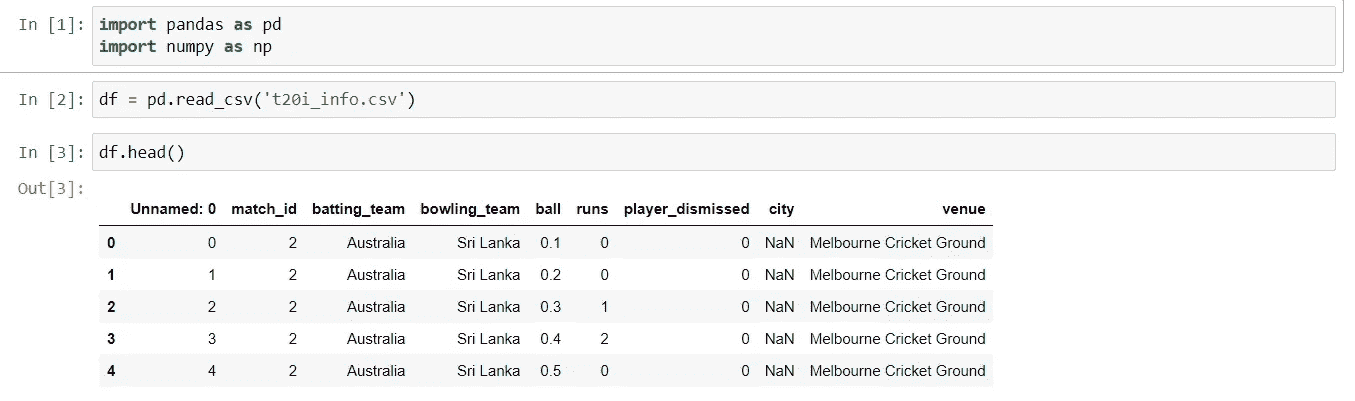 In [1]: import pandas as pd
import numpy as np
In [2]: df = pd.read_csv('t20i_info.csv')
In [3]: df.head()
Out[3]:
Unnamed: 0 match_id batting_team bowling_team ball runs player_dismissed city venue
0 0 2 Australia Sri Lanka 0.1 0 0 NaN Melbourne Cricket Ground
1 1 2 Australia Sri Lanka 0.2 0 0 NaN Melbourne Cricket Ground
2 2 2 Australia Sri Lanka 0.3 1 0 NaN Melbourne Cricket Ground
3 3 2 Australia Sri Lanka 0.4 2 0 NaN Melbourne Cricket Ground
4 4 2 Australia Sri Lanka 0.5 0 0 NaN Melbourne Cricket Ground